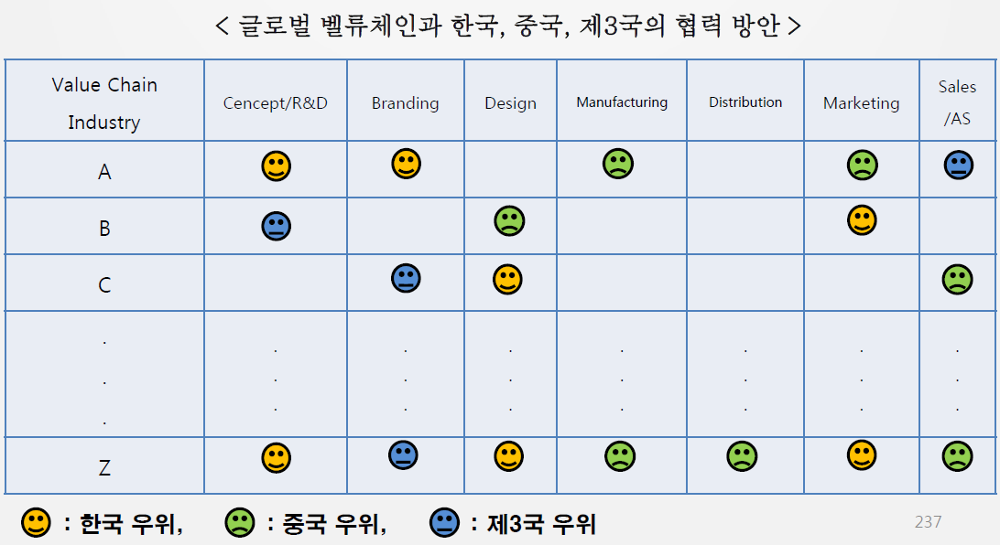 < 글로벌 벨류체인과 한국, 중국, 제3국의 협력 방안 >
Value Chain
Industry
Cencept/R&D
Branding
Design
Manufacturing
Distribution
Marketing
Sales
/AS
A
B
C
.
. . . . . . .
.
. . . . . . .
. . . . . . .
.
Z
: 한국 우위,
: 중국 우위,
: 제3국 우위
237